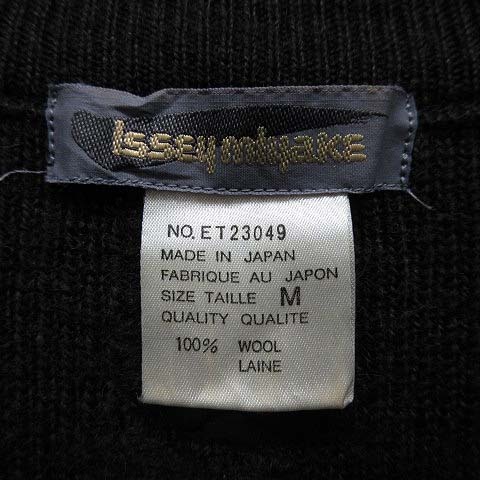 ISSEY mIYAKE
NO. ET23049
MADE IN JAPAN
FABRIQUE AU JAPON
SIZE TAILLE M
QUALITY QUALITE
100% WOOL
LAINE